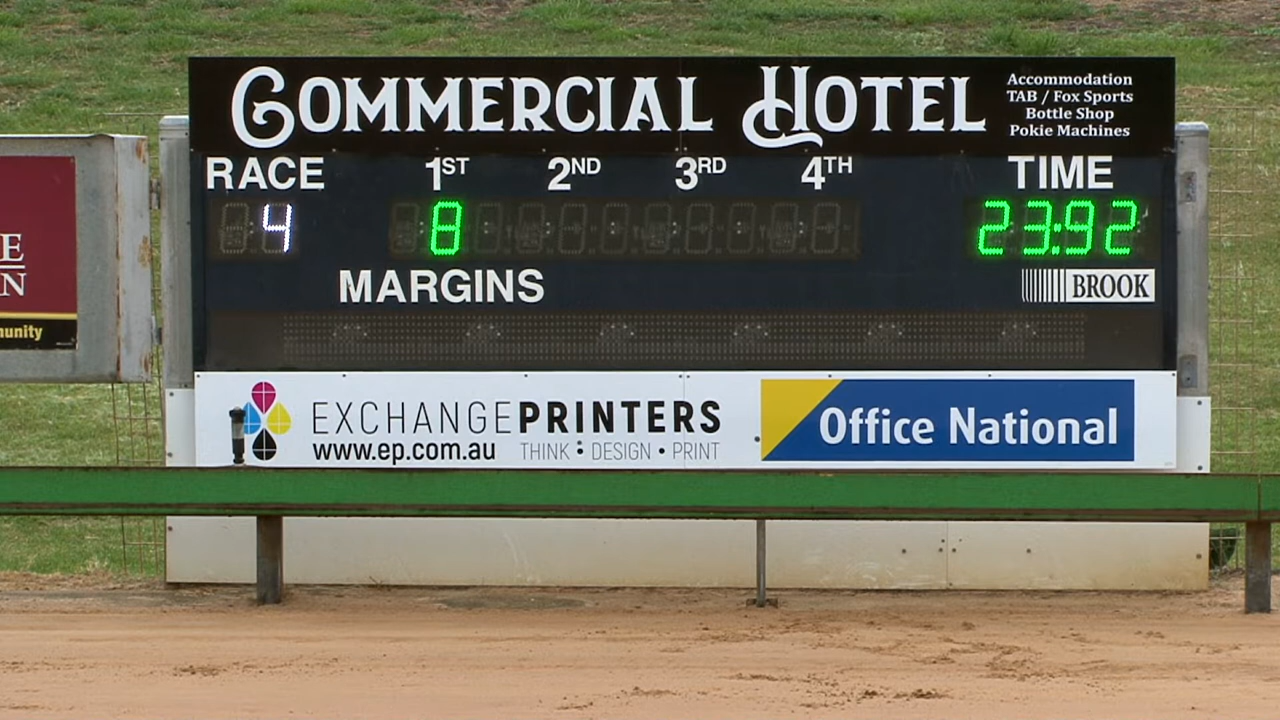 COMMERCIAL HOTEL
Accommodation
TAB / Fox Sports
Bottle Shop
Pokie Machines
RACE 1ST 2ND 3RD 4TH TIME
4 8 23:92
MARGINS
BROOK
E
N
munity
EXCHANGEPRINTERS
www.ep.com.au THINK : DESIGN • PRINT
Office National